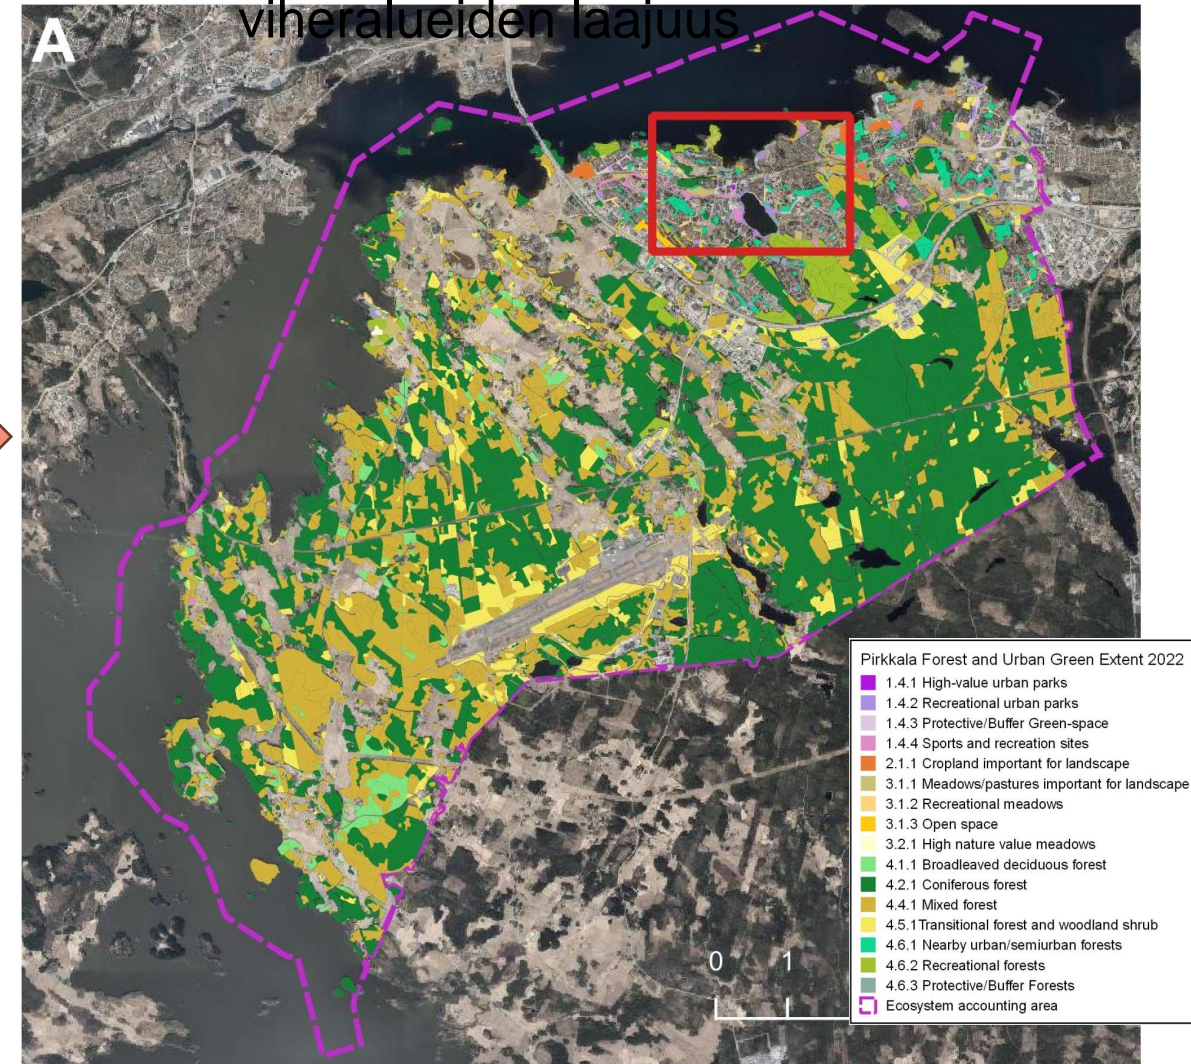 viheralueiden laajuus
A
Pirkkala Forest and Urban Green Extent 2022
1.4.1 High-value urban parks
1.4.2 Recreational urban parks
1.4.3 Protective/Buffer Green-space
1.4.4 Sports and recreation sites
2.1.1 Cropland important for landscape
3.1.1 Meadows/pastures important for landscape
3.1.2 Recreational meadows
3.1.3 Open space
3.2.1 High nature value meadows
4.1.1 Broadleaved deciduous forest
4.2.1 Coniferous forest
4.4.1 Mixed forest
4.5.1Transitional forest and woodland shrub
4.6.1 Nearby urban/semiurban forests
4.6.2 Recreational forests
4.6.3 Protective/Buffer Forests
Ecosystem accounting area
0 1